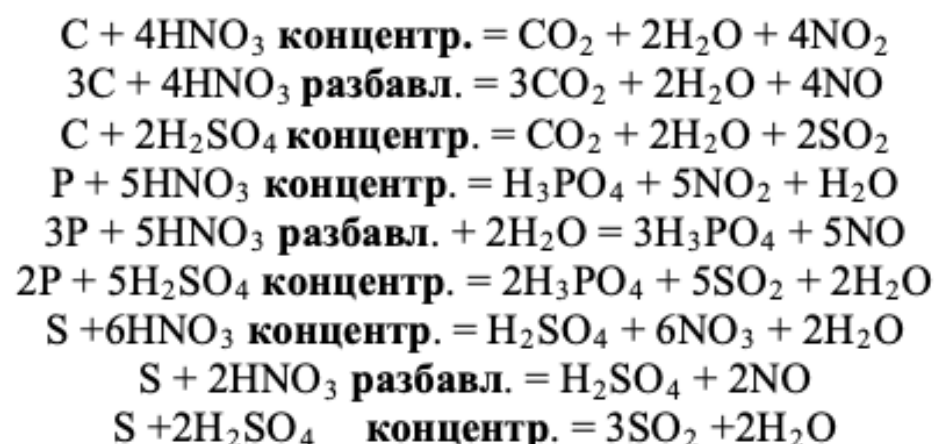 C + 4HNO₃ концентр. = CO₂ + 2H₂O + 4NO₂
3C + 4HNO₃ разбавл. = 3CO₂ + 2H₂O + 4NO
C + 2H₂SO₄ концентр. = CO₂ + 2H₂O + 2SO₂
P + 5HNO₃ концентр. = H₃PO₄ + 5NO₂ + H₂O
3P + 5HNO₃ разбавл. + 2H₂O = 3H₃PO₄ + 5NO
2P + 5H₂SO₄ концентр. = 2H₃PO₄ + 5SO₂ + 2H₂O
S +6HNO₃ концентр. = H₂SO₄ + 6NO₃ + 2H₂O
S + 2HNO₃ разбавл. = H₂SO₄ + 2NO
S +2H₂SO₄ концентр. = 3SO₂ +2H₂O